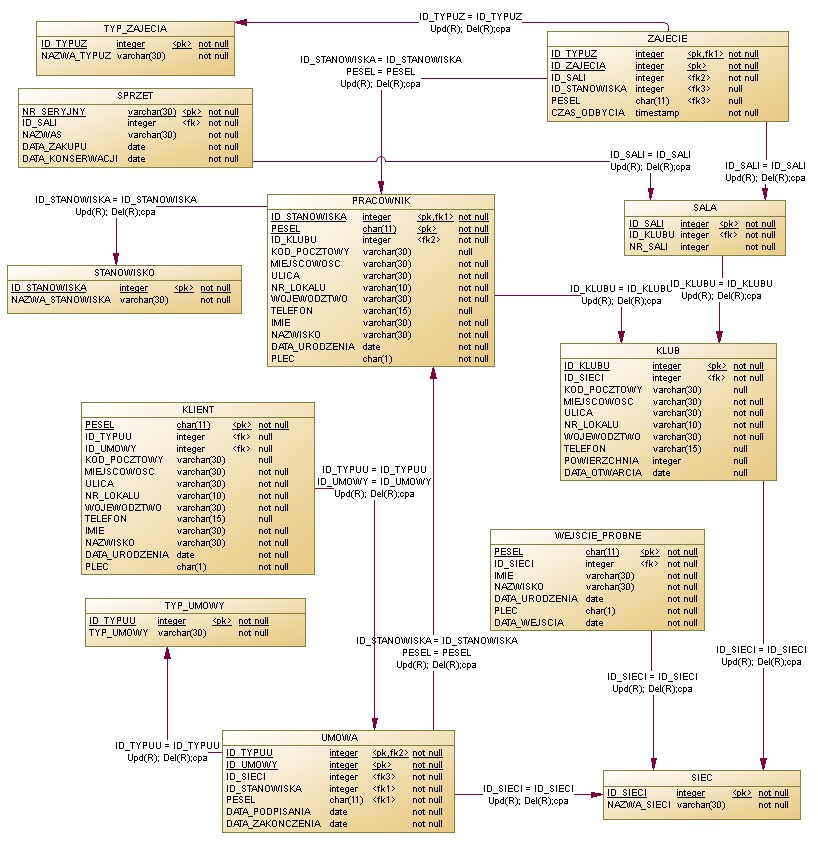 TYP_ZAJECIA
ID_TYPUZ integer <pk> not null
NAZWA_TYPUZ varchar(30) not null
ID_TYPUZ = ID_TYPUZ
Upd(R); Del(R);cpa
ZAJECIE
ID_TYPUZ integer <pk,fk1> not null
ID_ZAJECIA integer <pk> not null
ID_SALI integer <fk2> not null
ID_STANOWISKA integer <fk3> null
PESEL char(11) <fk3> null
CZAS_ODBYCIA timestamp not null
ID_STANOWISKA = ID_STANOWISKA
PESEL = PESEL
Upd(R); Del(R);cpa
SPRZET
NR_SERYJNY varchar(30) <pk> not null
ID_SALI integer <fk> not null
NAZWAS varchar(30) not null
DATA_ZAKUPU date not null
DATA_KONSERWACJI date not null
ID_SALI = ID_SALI
Upd(R); Del(R);cpa
ID_SALI = ID_SALI
Upd(R); Del(R);cpa
ID_STANOWISKA = ID_STANOWISKA
Upd(R); Del(R);cpa
PRACOWNIK
ID_STANOWISKA integer <pk,fk1> not null
PESEL char(11) <pk> not null
ID_KLUBU integer <fk2> not null
KOD_POCZTOWY varchar(30) null
MIEJSCOWOSC varchar(30) not null
ULICA varchar(30) not null
NR_LOKALU varchar(10) not null
WOJEWODZTWO varchar(30) not null
TELEFON varchar(15) null
IMIE varchar(30) not null
NAZWISKO varchar(30) not null
DATA_URODZENIA date not null
PLEC char(1) not null
SALA
ID_SALI integer <pk> not null
ID_KLUBU integer <fk> not null
NR_SALI integer not null
STANOWISKO
ID_STANOWISKA integer <pk> not null
NAZWA_STANOWISKA varchar(30) not null
ID_KLUBU = ID_KLUBU
Upd(R); Del(R);cpa
ID_KLUBU = ID_KLUBU
Upd(R); Del(R);cpa
KLUB
ID_KLUBU integer <pk> not null
ID_SIECI integer <fk> not null
KOD_POCZTOWY varchar(30) null
MIEJSCOWOSC varchar(30) not null
ULICA varchar(30) not null
NR_LOKALU varchar(10) not null
WOJEWODZTWO varchar(30) not null
TELEFON varchar(15) null
POWIERZCHNIA integer null
DATA_OTWARCIA date not null
KLIENT
PESEL char(11) <pk> not null
ID_TYPUU integer <fk> null
ID_UMOWY integer <fk> null
KOD_POCZTOWY varchar(30) null
MIEJSCOWOSC varchar(30) not null
ULICA varchar(30) not null
NR_LOKALU varchar(10) not null
WOJEWODZTWO varchar(30) not null
TELEFON varchar(15) null
IMIE varchar(30) not null
NAZWISKO varchar(30) not null
DATA_URODZENIA date not null
PLEC char(1) not null
ID_TYPUU = ID_TYPUU
ID_UMOWY = ID_UMOWY
Upd(R); Del(R);cpa
WEJSCIE_PROBNE
PESEL char(11) <pk> not null
ID_SIECI integer <fk> not null
IMIE varchar(30) not null
NAZWISKO varchar(30) not null
DATA_URODZENIA date not null
PLEC char(1) not null
DATA_WEJSCIA date not null
TYP_UMOWY
ID_TYPUU integer <pk> not null
TYP_UMOWY varchar(30) not null
ID_STANOWISKA = ID_STANOWISKA
PESEL = PESEL
Upd(R); Del(R);cpa
ID_SIECI = ID_SIECI
Upd(R); Del(R);cpa
ID_SIECI = ID_SIECI
Upd(R); Del(R);cpa
ID_TYPUU = ID_TYPUU
Upd(R); Del(R);cpa
UMOWA
ID_TYPUU integer <pk,fk2> not null
ID_UMOWY integer <pk> not null
ID_SIECI integer <fk3> not null
ID_STANOWISKA integer <fk1> not null
PESEL char(11) <fk1> not null
DATA_PODPISANIA date not null
DATA_ZAKONCZENIA date not null
ID_SIECI = ID_SIECI
Upd(R); Del(R);cpa
SIEC
ID_SIECI integer <pk> not null
NAZWA_SIECI varchar(30) not null